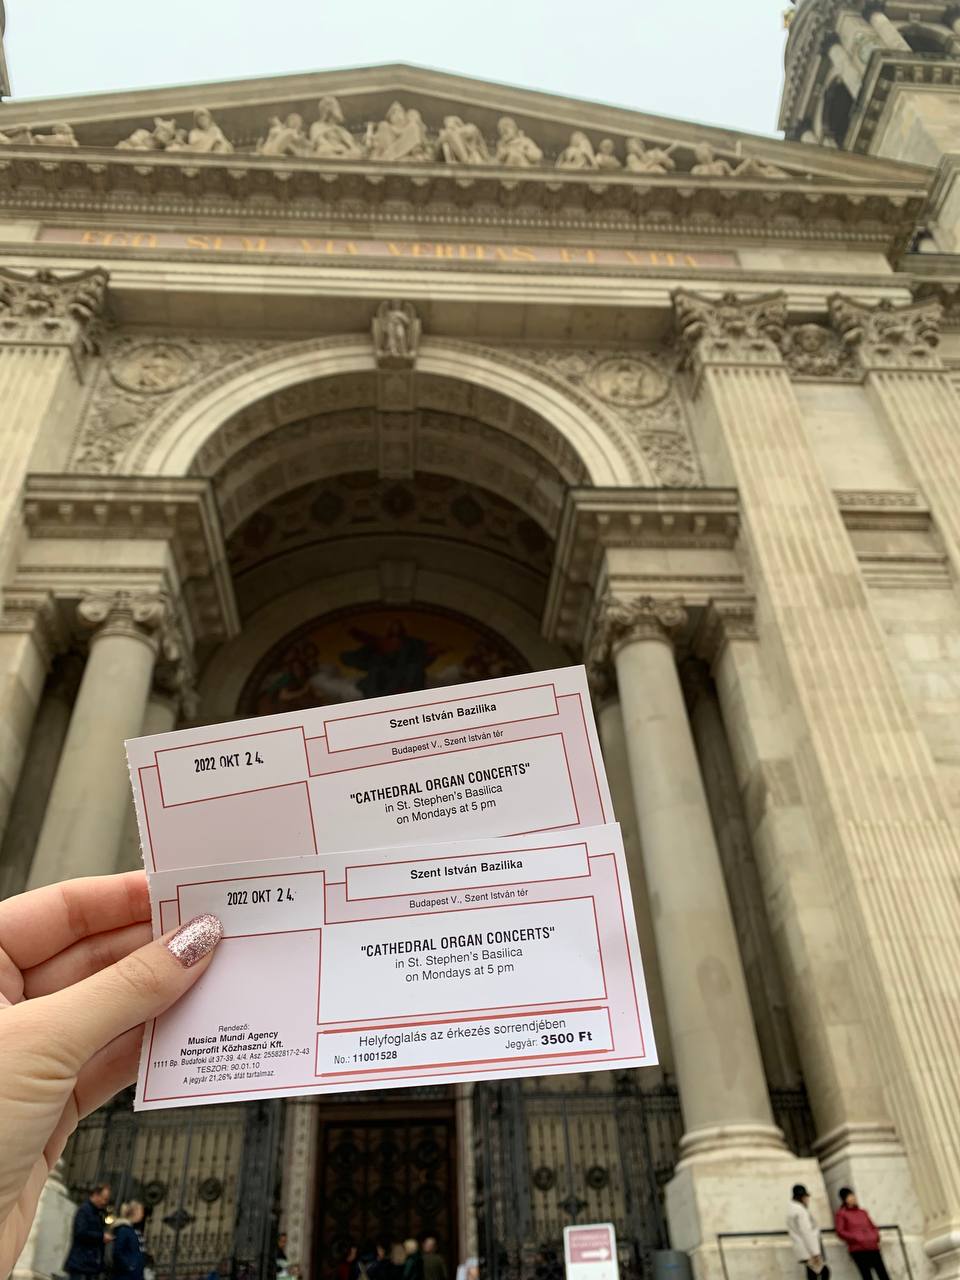 EGO SUM VIA VERITAS ET VITA
2022 OKT 24.
Szent István Bazilika
Budapest V., Szent István tér
"CATHEDRAL ORGAN CONCERTS"
in St. Stephen's Basilica
on Mondays at 5 pm
2022 OKT 24.
Szent István Bazilika
Budapest V., Szent István tér
"CATHEDRAL ORGAN CONCERTS"
in St. Stephen's Basilica
on Mondays at 5 pm
Rendező:
Musica Mundi Agency
Nonprofit Közhasznú Kft.
1111 Bp. Budafoki út 37-39. 4/4. Asz: 25582817-2-43
TESZOR: 90.01.10
A jegyár 21,26% áfát tartalmaz.
Helyfoglalás az érkezés sorrendjében
No.: 11001528
Jegyár: 3500 Ft